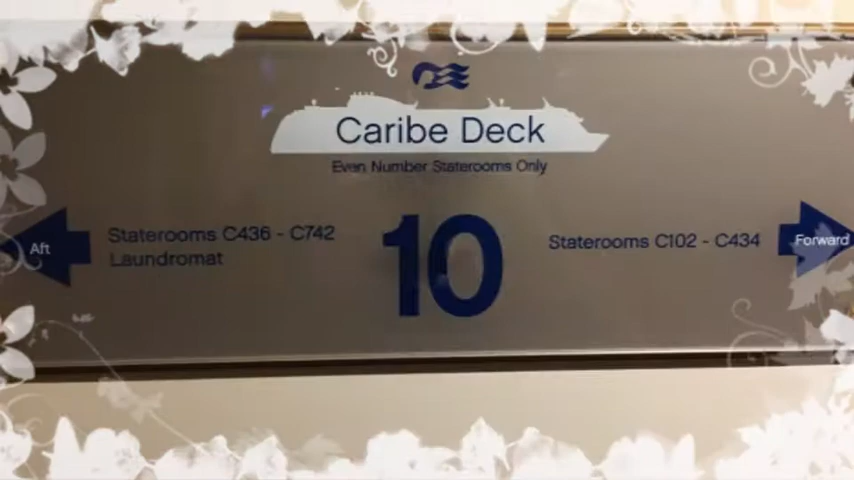 Caribe Deck
Even Number Staterooms Only
Aft
Staterooms C436 - C742
Laundromat
10
Staterooms C102 - C434
Forward